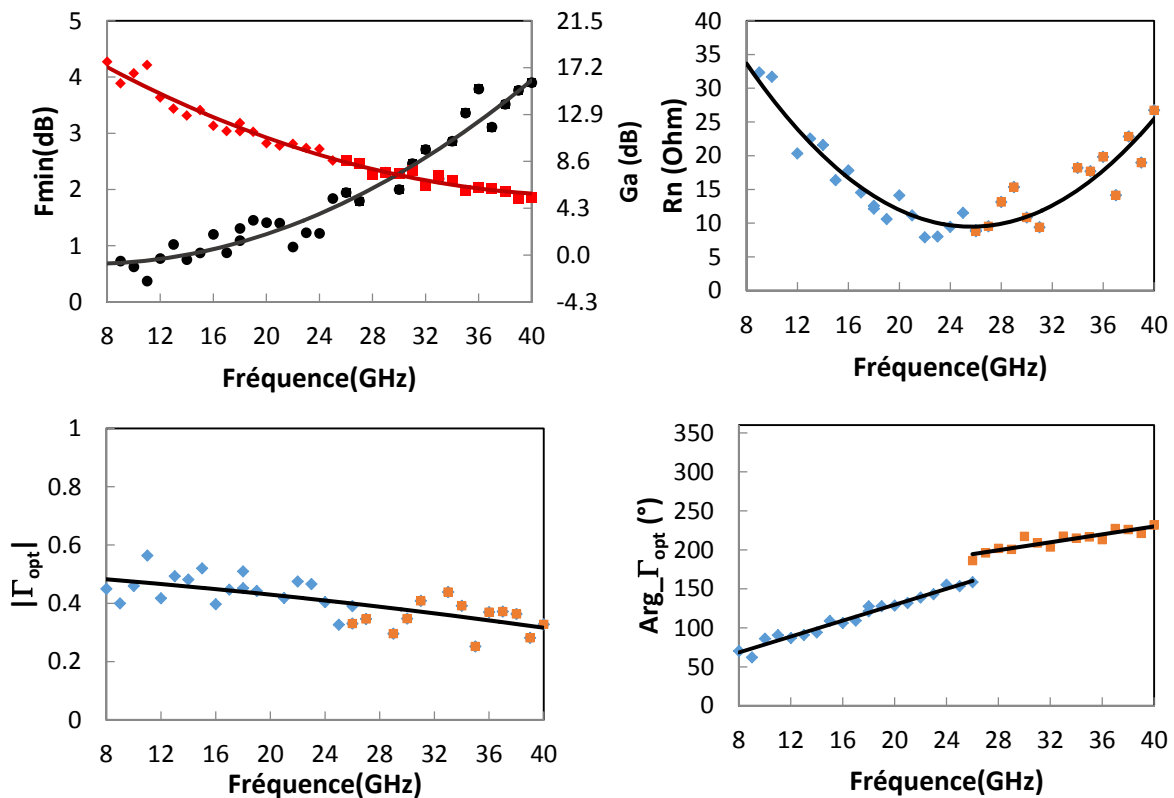 5
4
3
2
1
0
Fmin(dB)
21.5
17.2
12.9
8.6
4.3
0.0
-4.3
Ga (dB)
8 12 16 20 24 28 32 36 40
Fréquence(GHz)
40
35
30
25
20
15
10
5
0
Rn (Ohm)
8 12 16 20 24 28 32 36 40
Fréquence(GHz)
1
0.8
0.6
0.4
0.2
0
|Γopt|
8 12 16 20 24 28 32 36 40
Fréquence(GHz)
350
300
250
200
150
100
50
0
Arg_Γopt (°)
8 12 16 20 24 28 32 36 40
Fréquence(GHz)